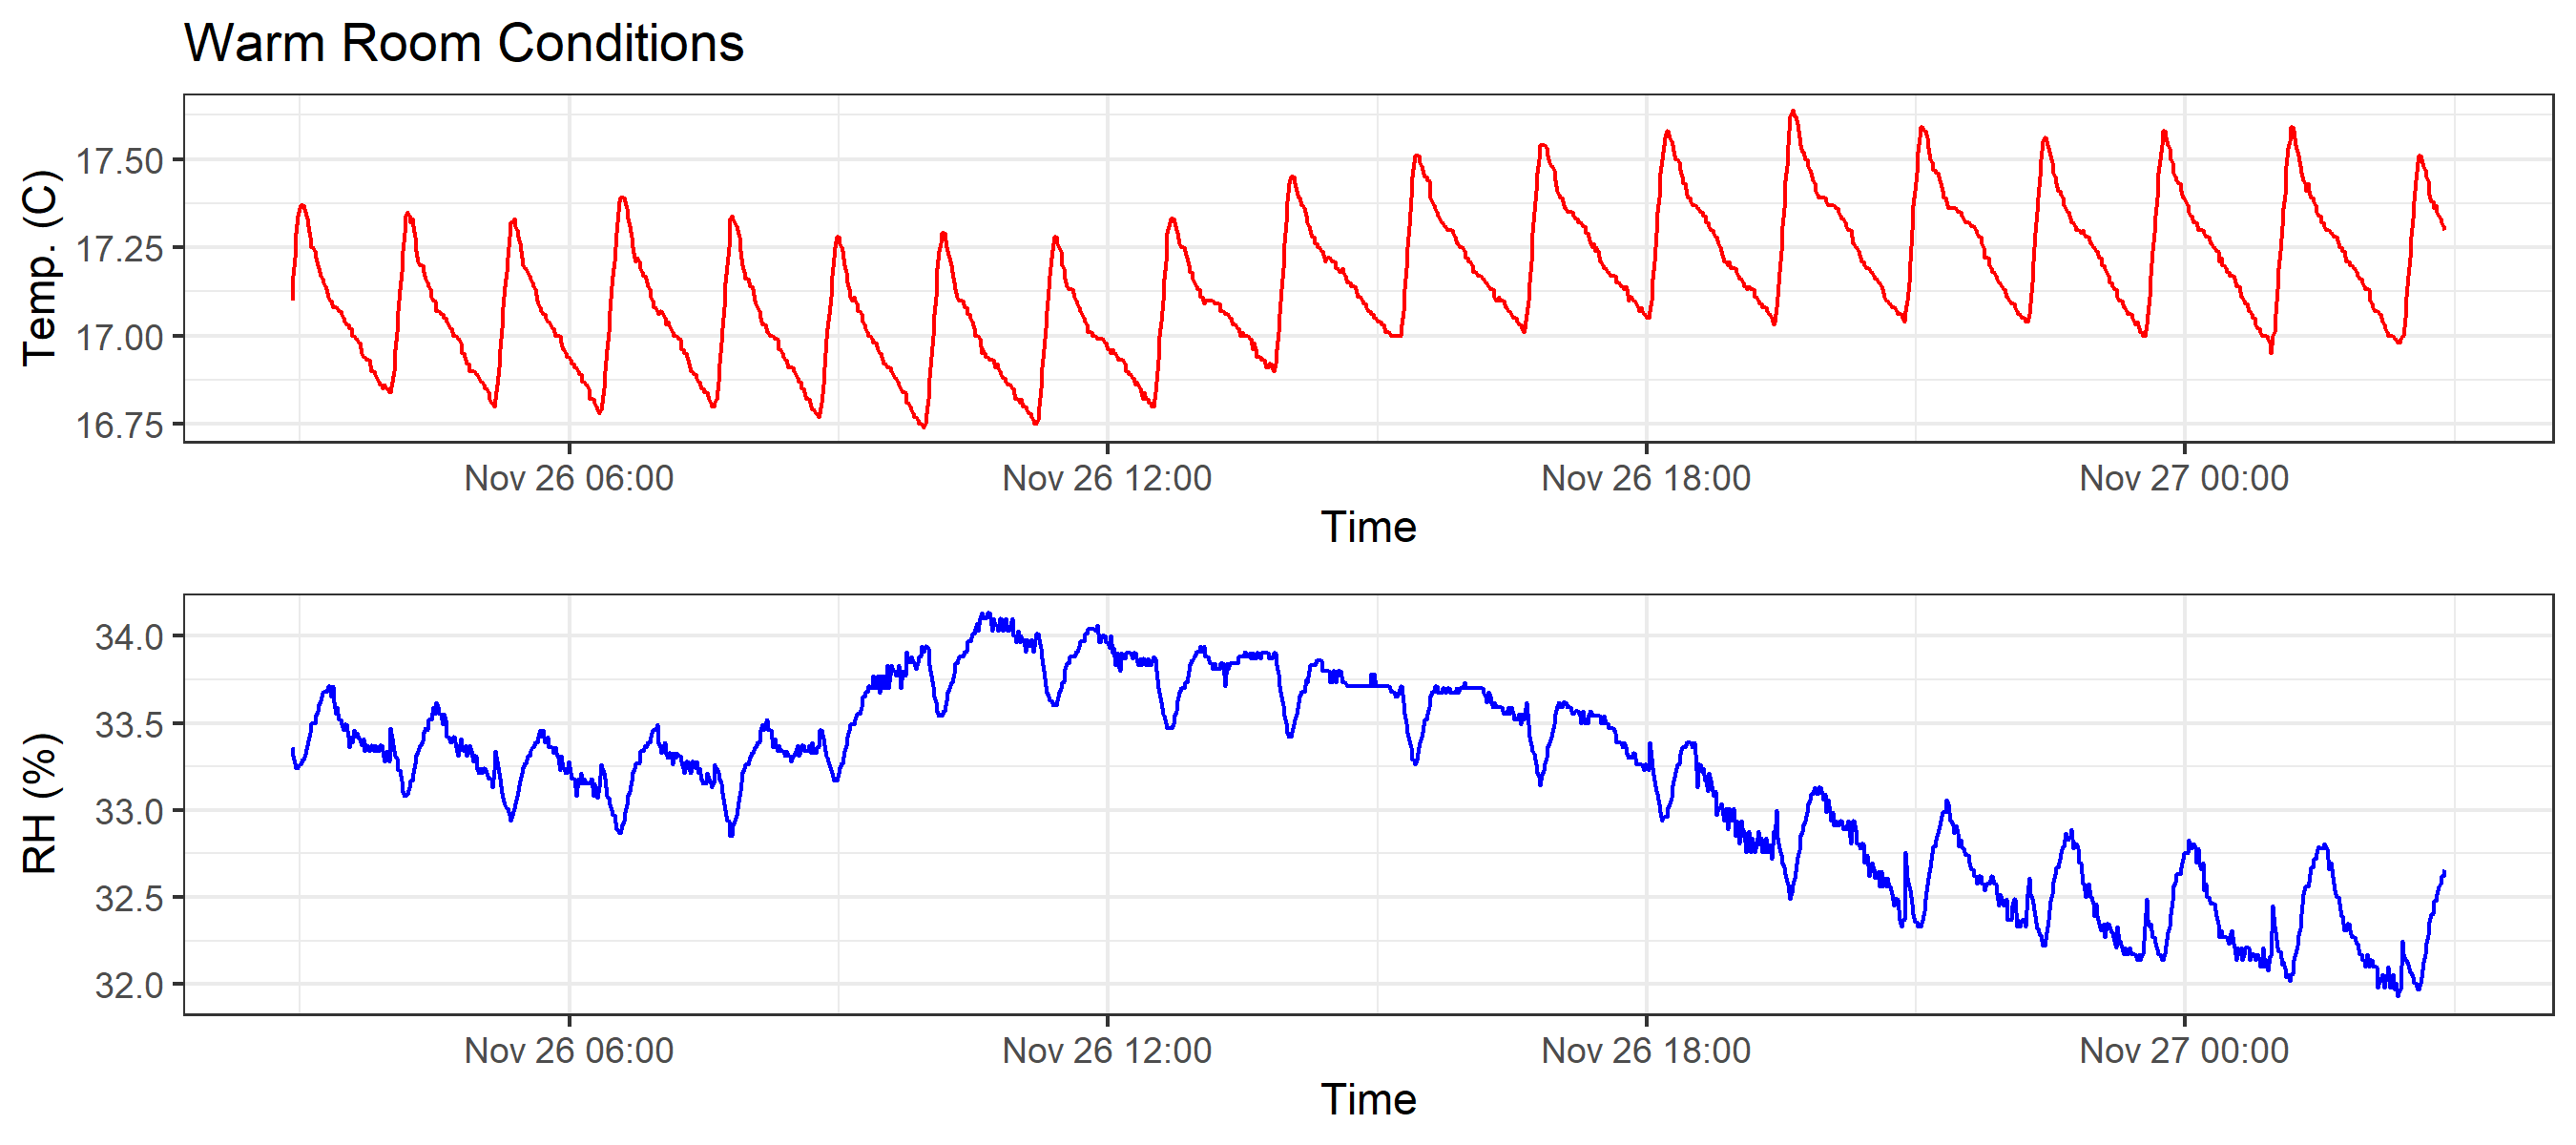 Warm Room Conditions
Temp. (C)
17.50
17.25
17.00
16.75
Nov 26 06:00 Nov 26 12:00 Nov 26 18:00 Nov 27 00:00
Time
RH (%)
34.0
33.5
33.0
32.5
32.0
Nov 26 06:00 Nov 26 12:00 Nov 26 18:00 Nov 27 00:00
Time